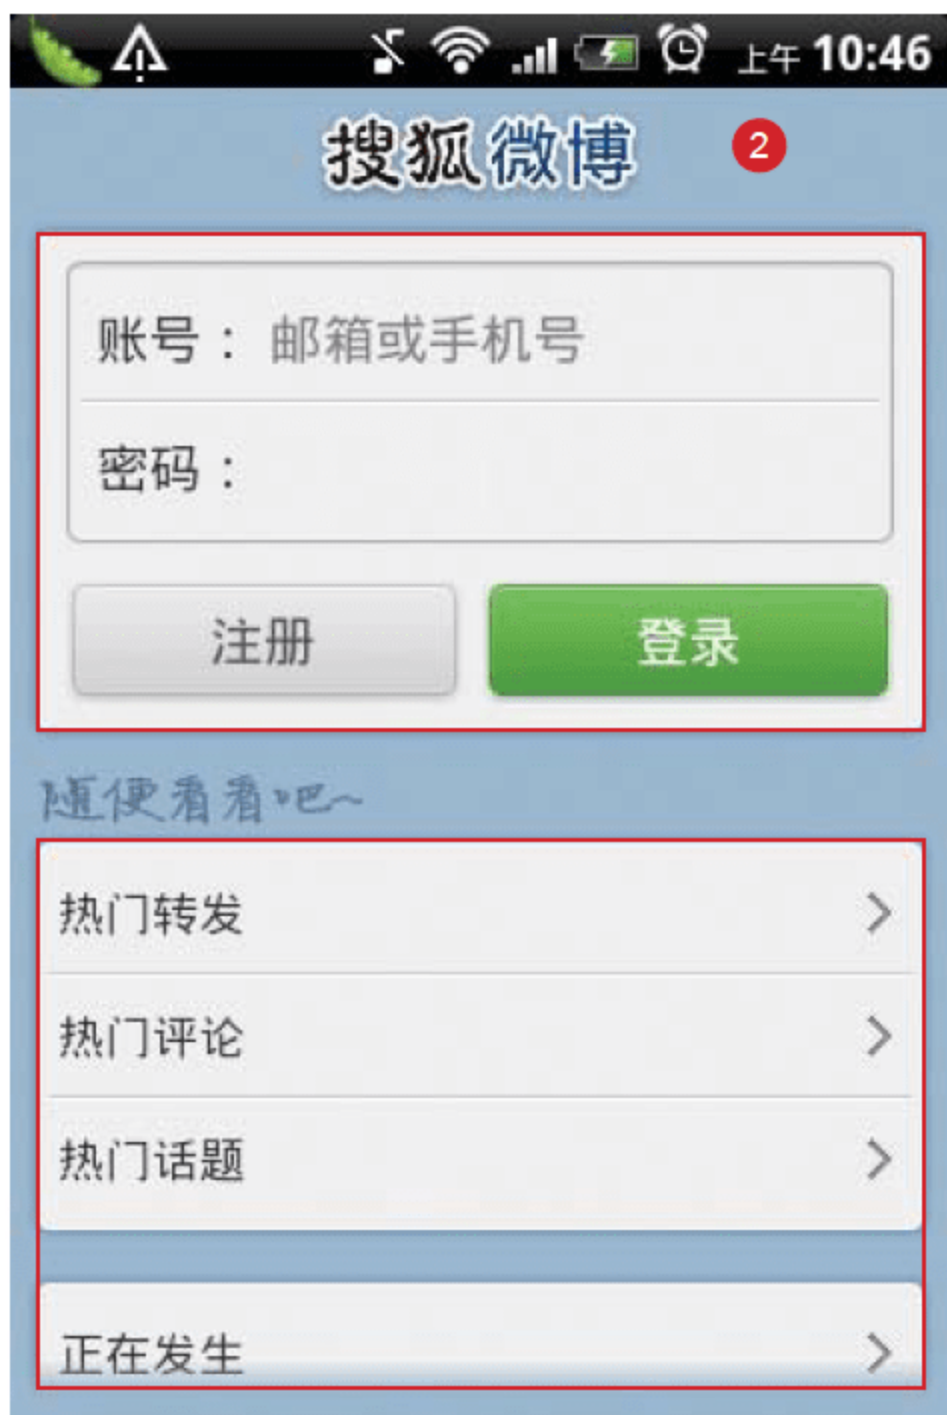 上午 10:46
搜狐微博 2
账号： 邮箱或手机号
密码：
注册 登录
随便看看吧~
热门转发
热门评论
热门话题
正在发生